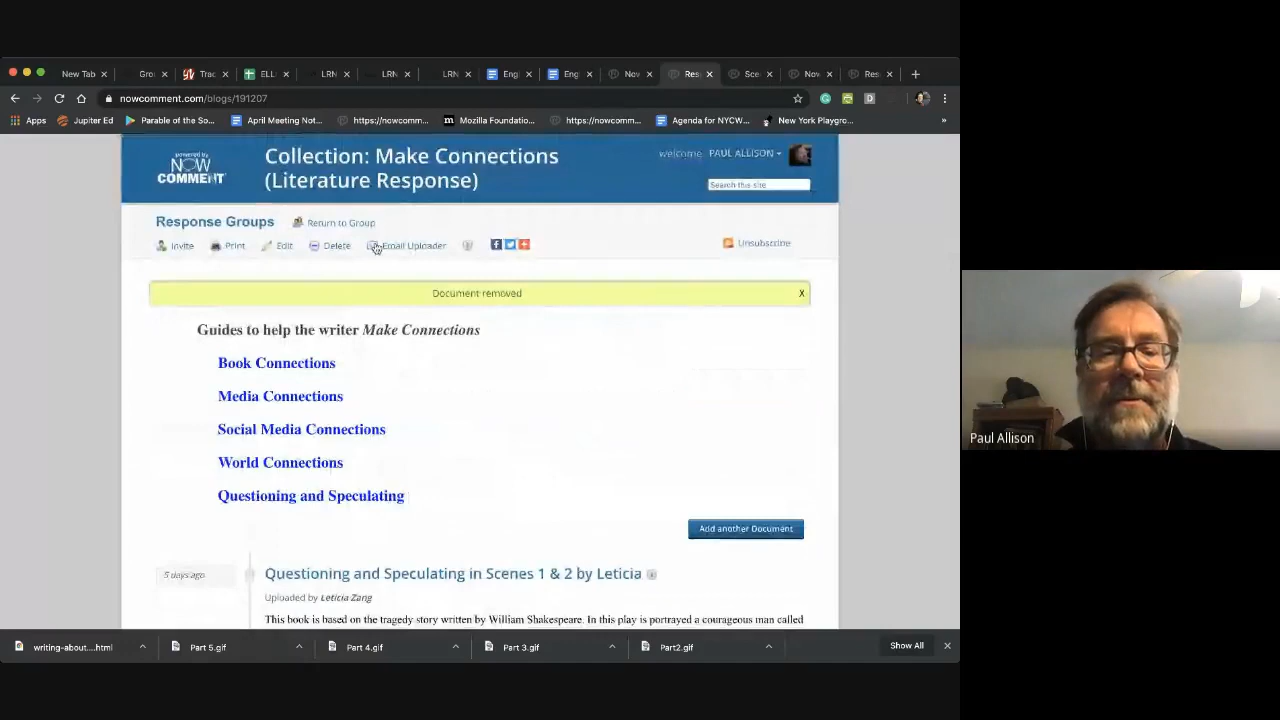 New Tab
Gro
Trac
ELL
LRN
LRN
LRN
Engl
Eng
Nov
Res
Sce
Now
Res
nowcomment.com/blogs/191207
Apps
Jupiter Ed
Parable of the So...
April Meeting Not...
https://nowcomm...
Mozilla Foundatio...
https://nowcomm...
Agenda for NYCW...
New York Playgro...
»
powered by
NOW
COMMENT
Collection: Make Connections
(Literature Response)
welcome PAUL ALLISON
Search this site
Response Groups
Return to Group
Invite
Print
Edit
Delete
Email Uploader
Unsubscribe
Document removed
X
Guides to help the writer Make Connections
Book Connections
Media Connections
Social Media Connections
World Connections
Questioning and Speculating
Add another Document
5 days ago
Questioning and Speculating in Scenes 1 & 2 by Leticia
Uploaded by Leticia Zang
This book is based on the tragedy story written by William Shakespeare. In this play is portrayed a courageous man called
writing-about....html
Part 5.gif
Part 4.gif
Part 3.gif
Part2.gif
Show All
Paul Allison